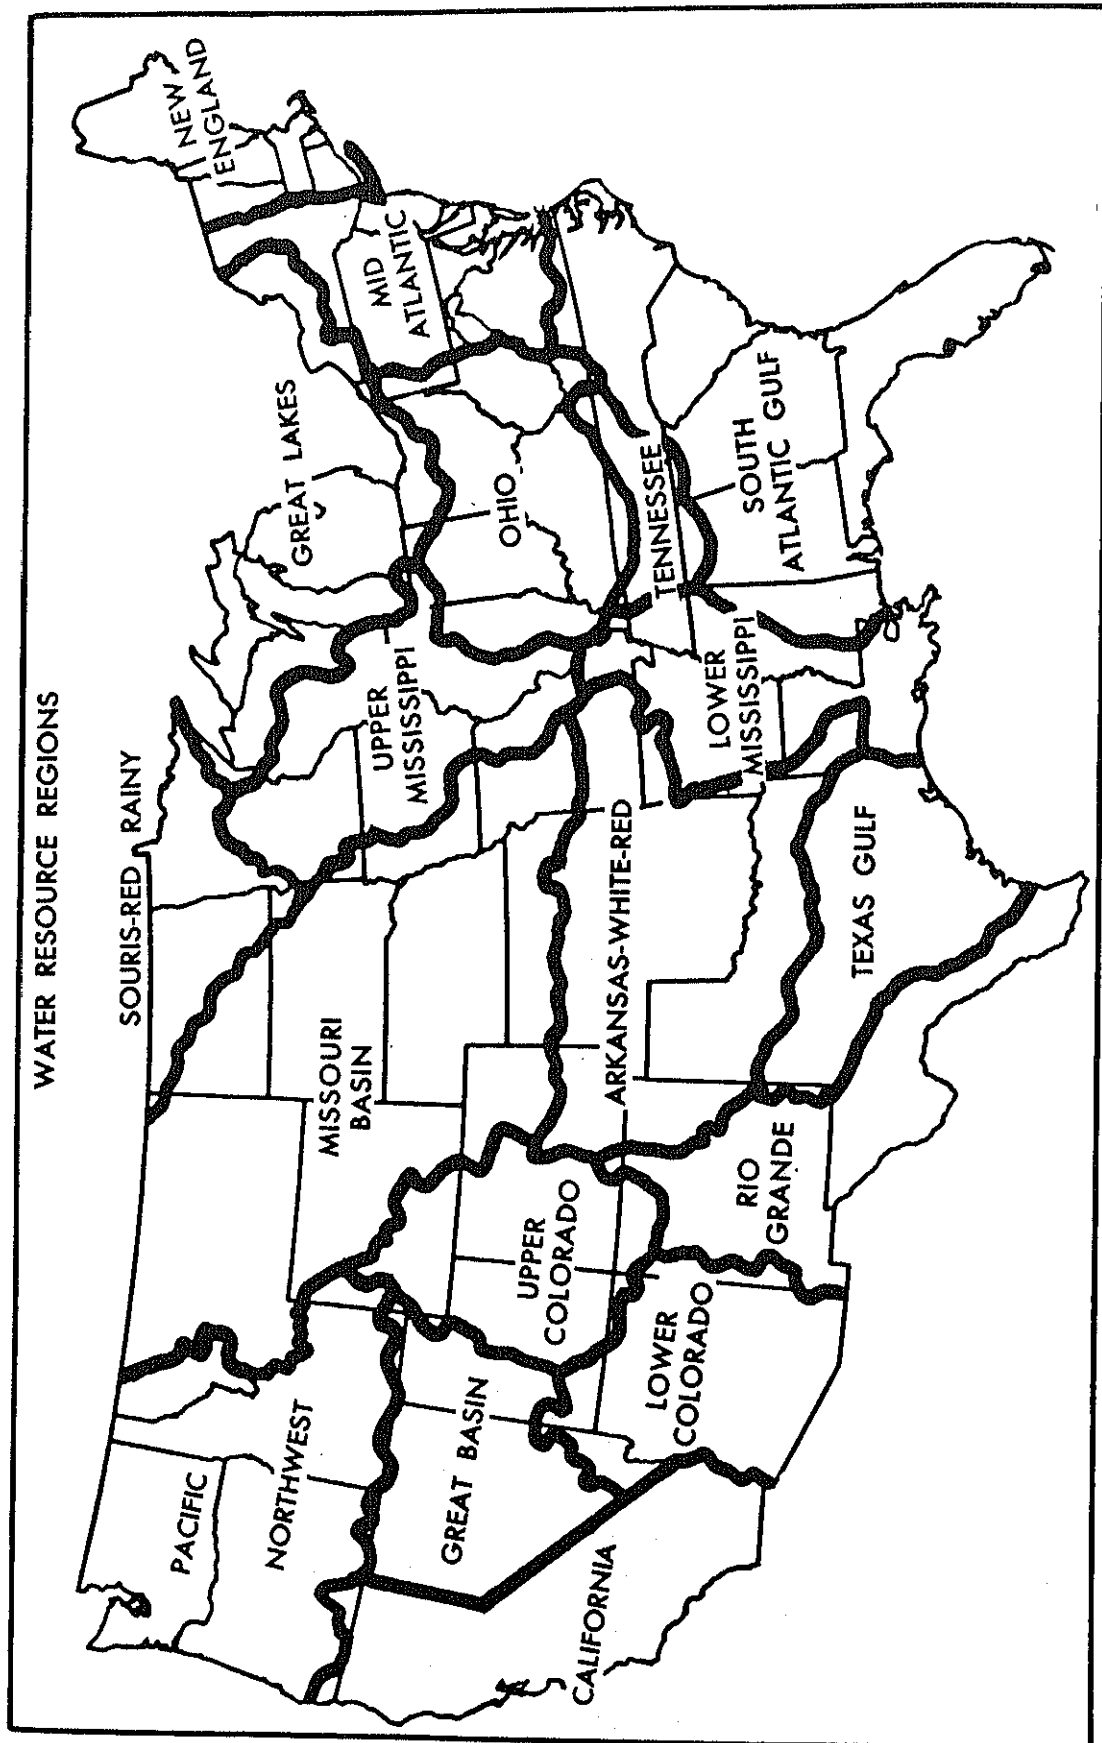 WATER RESOURCE REGIONS
SOURIS-RED RAINY
NEW
ENGLAND
GREAT LAKES
PACIFIC
NORTHWEST
MISSOURI
BASIN
UPPER
MISSISSIPPI
MID
ATLANTIC
OHIO
GREAT BASIN
UPPER
COLORADO
CALIFORNIA
LOWER
COLORADO
ARKANSAS-WHITE-RED
TENNESSEE
LOWER
MISSISSIPPI
SOUTH
ATLANTIC GULF
RIO
GRANDE
TEXAS GULF